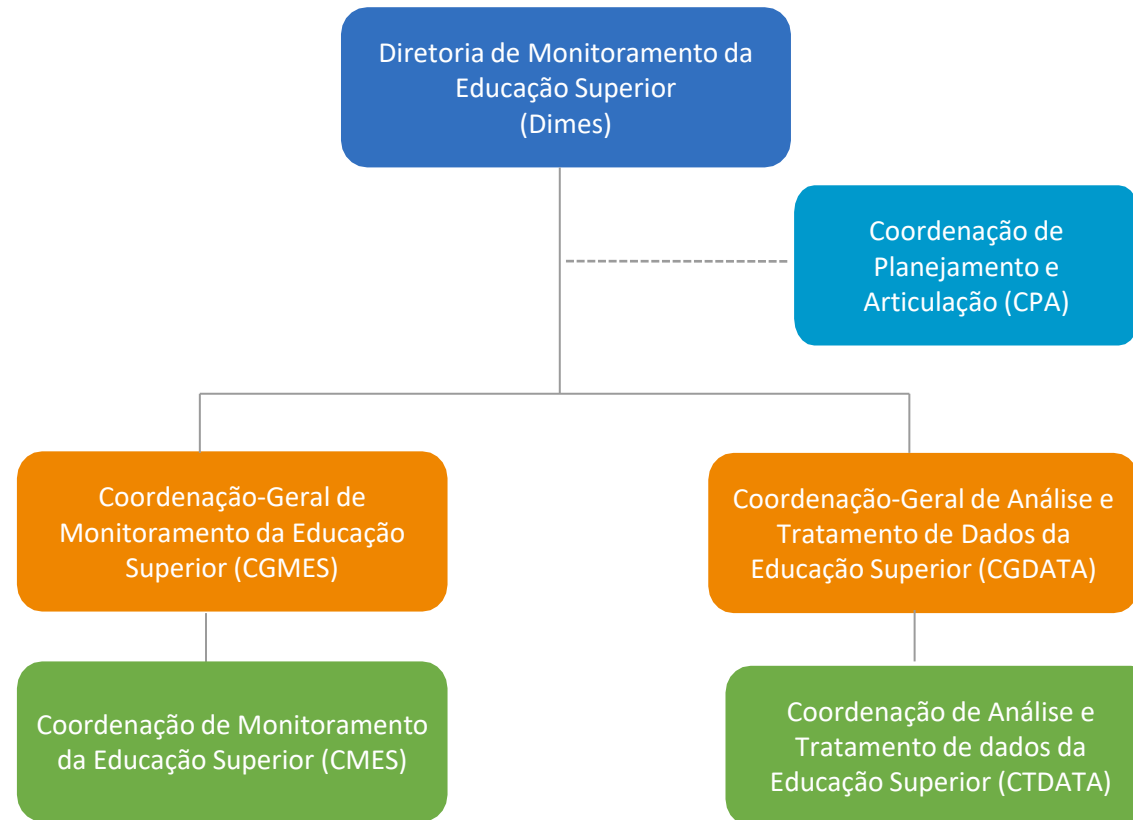 Diretoria de Monitoramento da
Educação Superior
(Dimes)
Coordenação de
Planejamento e
Articulação (CPA)
Coordenação-Geral de
Monitoramento da Educação
Superior (CGMES)
Coordenação-Geral de Análise e
Tratamento de Dados da
Educação Superior (CGDATA)
Coordenação de Monitoramento
da Educação Superior (CMES)
Coordenação de Análise e
Tratamento de dados da
Educação Superior (CTDATA)